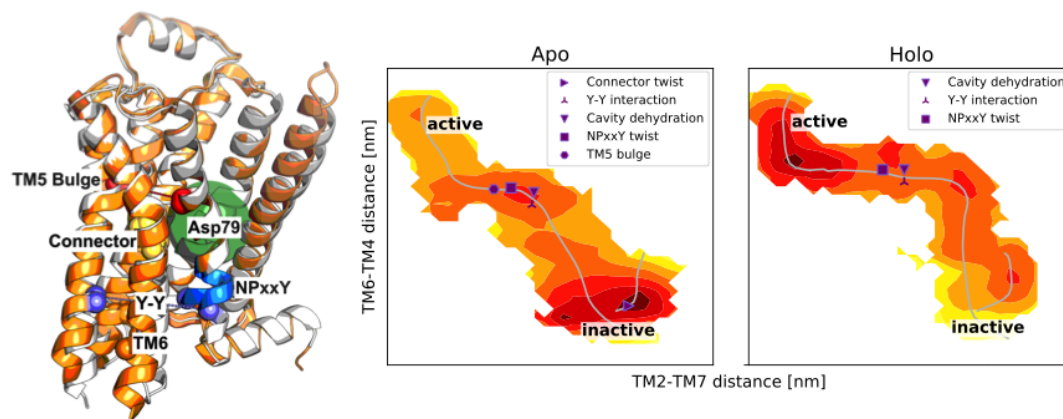 TM5 Bulge
Asp79
Connector
NPxxY
Y-Y
TM6
Apo
Connector twist
Y-Y interaction
Cavity dehydration
NPxxY twist
TM5 bulge
active
inactive
TM6-TM4 distance [nm]
Holo
Cavity dehydration
Y-Y interaction
NPxxY twist
active
inactive
TM2-TM7 distance [nm]